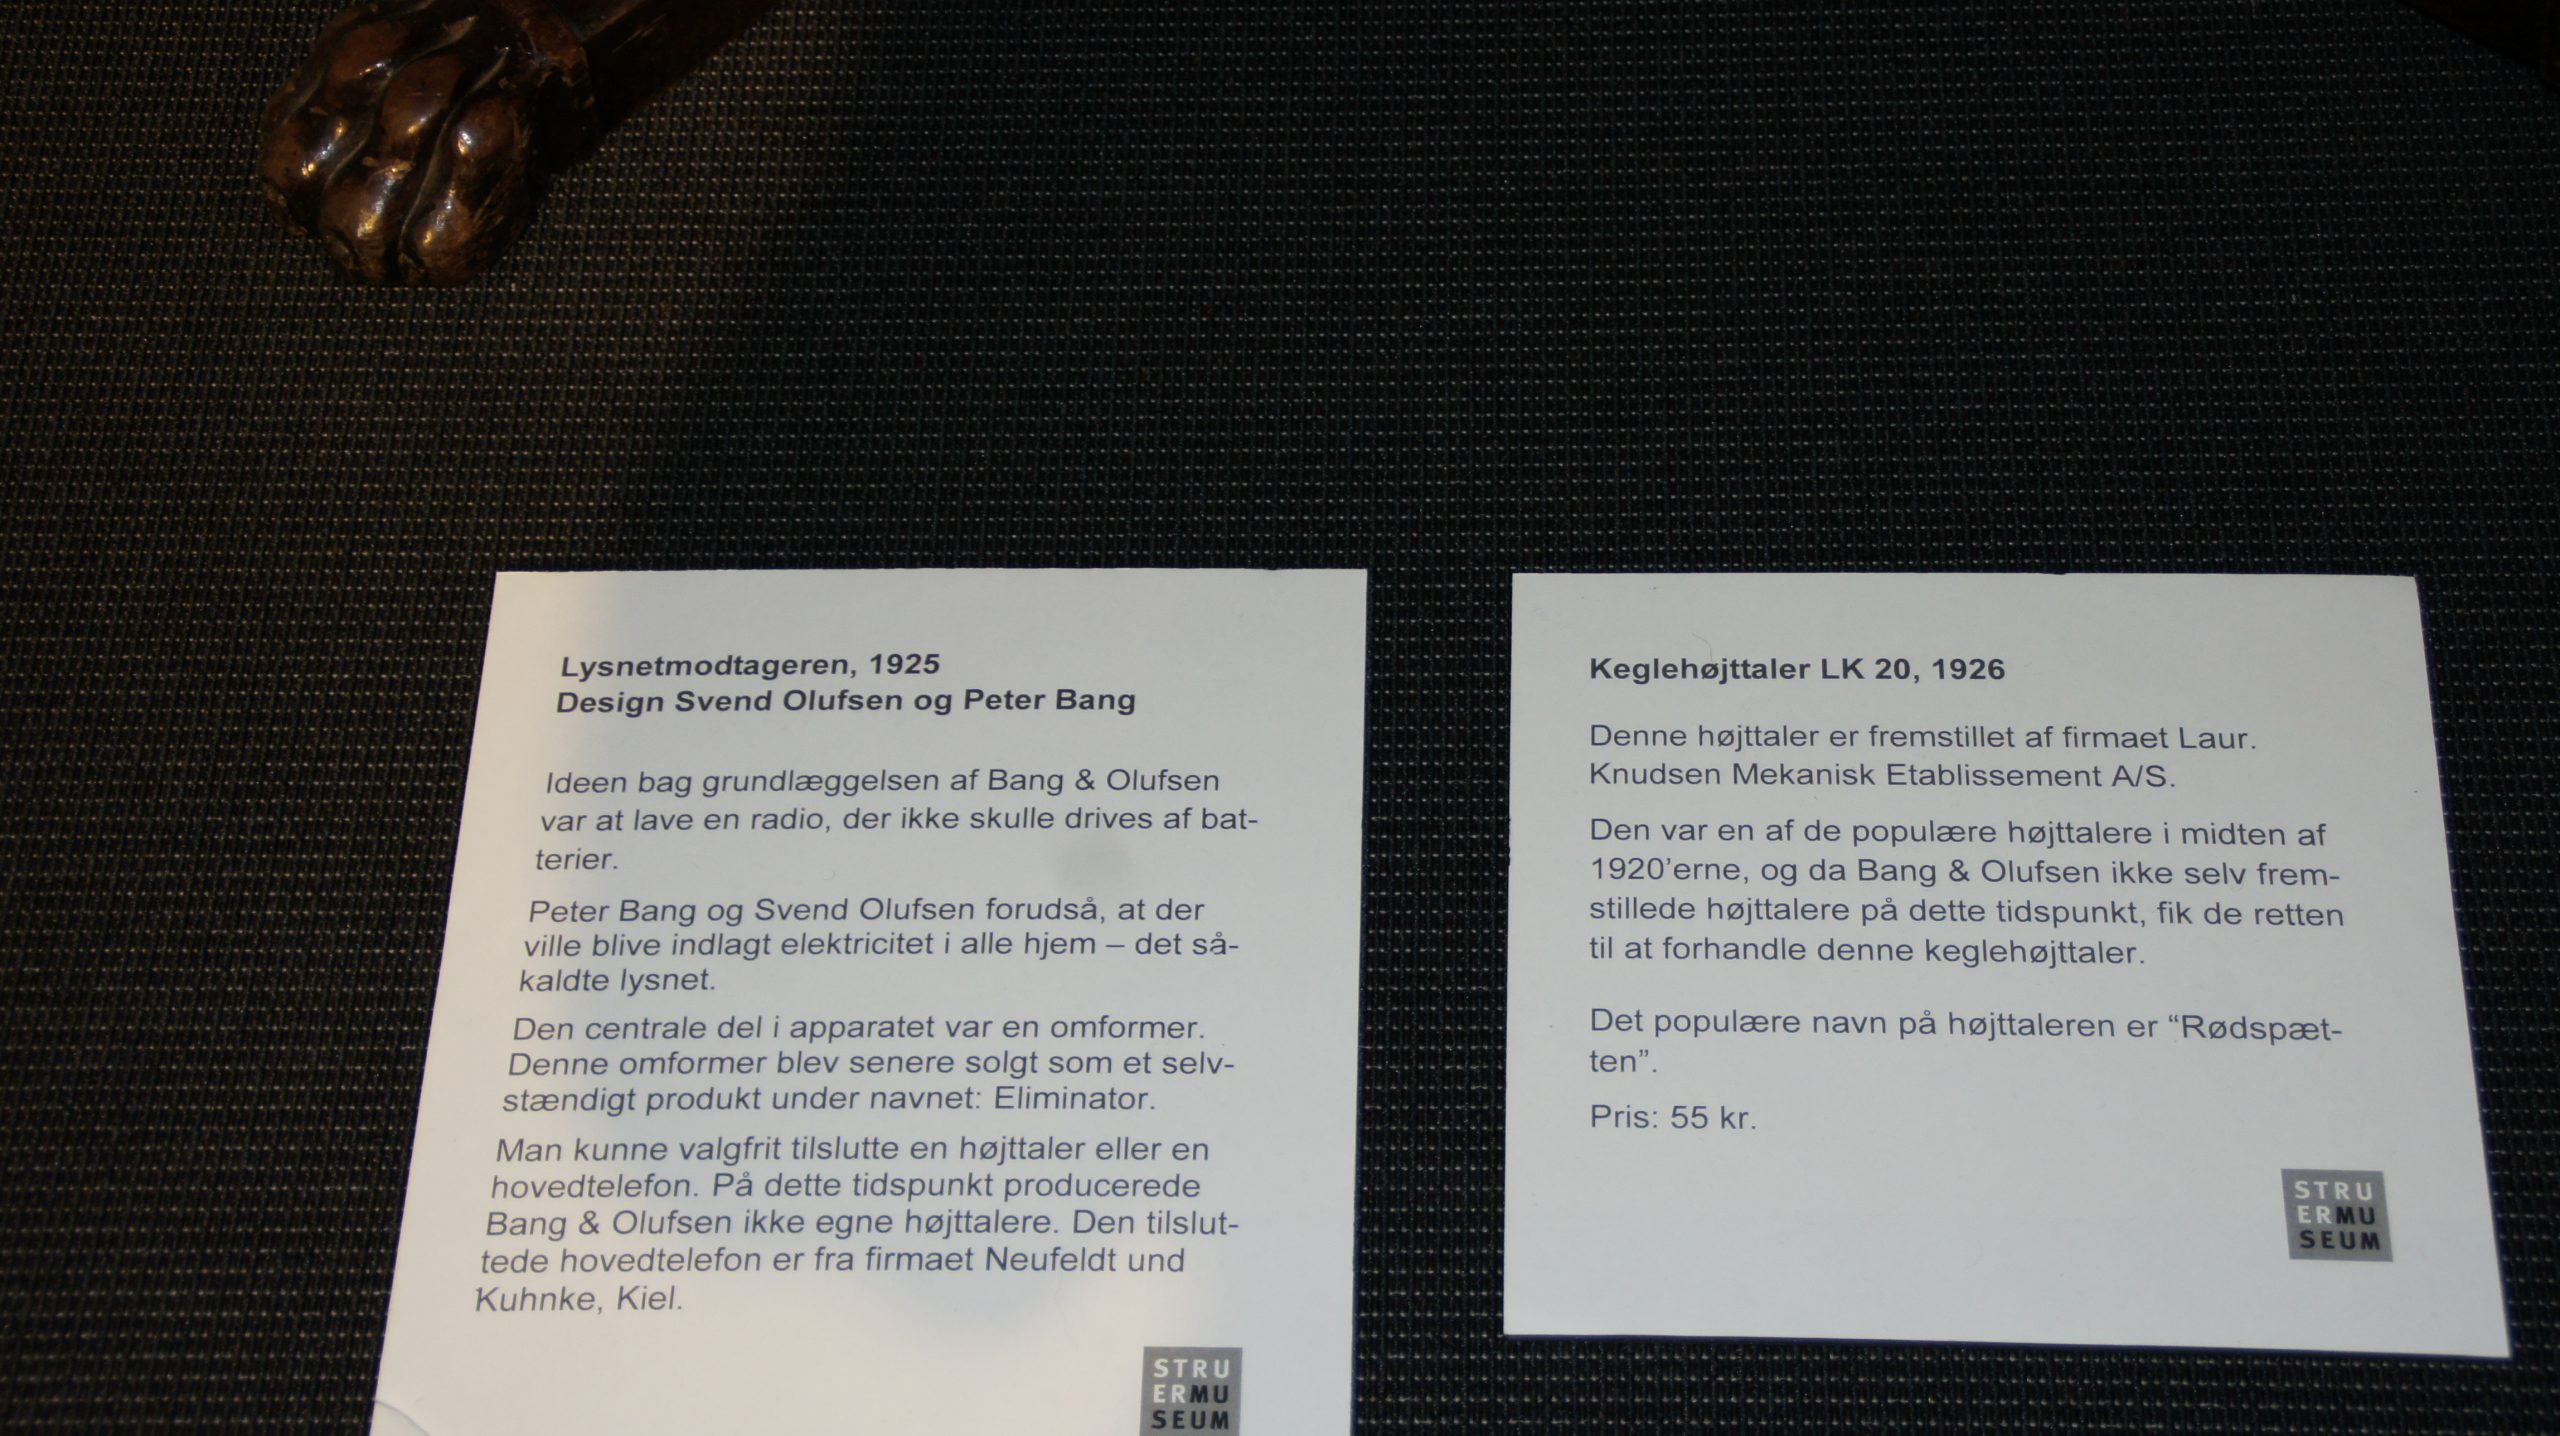 Lysnetmodtageren, 1925
Design Svend Olufsen og Peter Bang
Ideen bag grundlæggelsen af Bang & Olufsen
var at lave en radio, der ikke skulle drives af bat-
terier.
Peter Bang og Svend Olufsen forudså, at der
ville blive indlagt elektricitet i alle hjem – det så-
kaldte lysnet.
Den centrale del i apparatet var en omformer.
Denne omformer blev senere solgt som et selv-
stændigt produkt under navnet: Eliminator.
Man kunne valgfrit tilslutte en højttaler eller en
hovedtelefon. På dette tidspunkt producerede
Bang & Olufsen ikke egne højttalere. Den tilslut-
tede hovedtelefon er fra firmaet Neufeldt und
Kuhnke, Kiel.
STRU
ERMU
SEUM
Keglehøjttaler LK 20, 1926
Denne højttaler er fremstillet af firmaet Laur.
Knudsen Mekanisk Etablissement A/S.
Den var en af de populære højttalere i midten af
1920’erne, og da Bang & Olufsen ikke selv frem-
stillede højttalere på dette tidspunkt, fik de retten
til at forhandle denne keglehøjttaler.
Det populære navn på højttaleren er “Rødspæt-
ten”.
Pris: 55 kr.
STRU
ERMU
SEUM